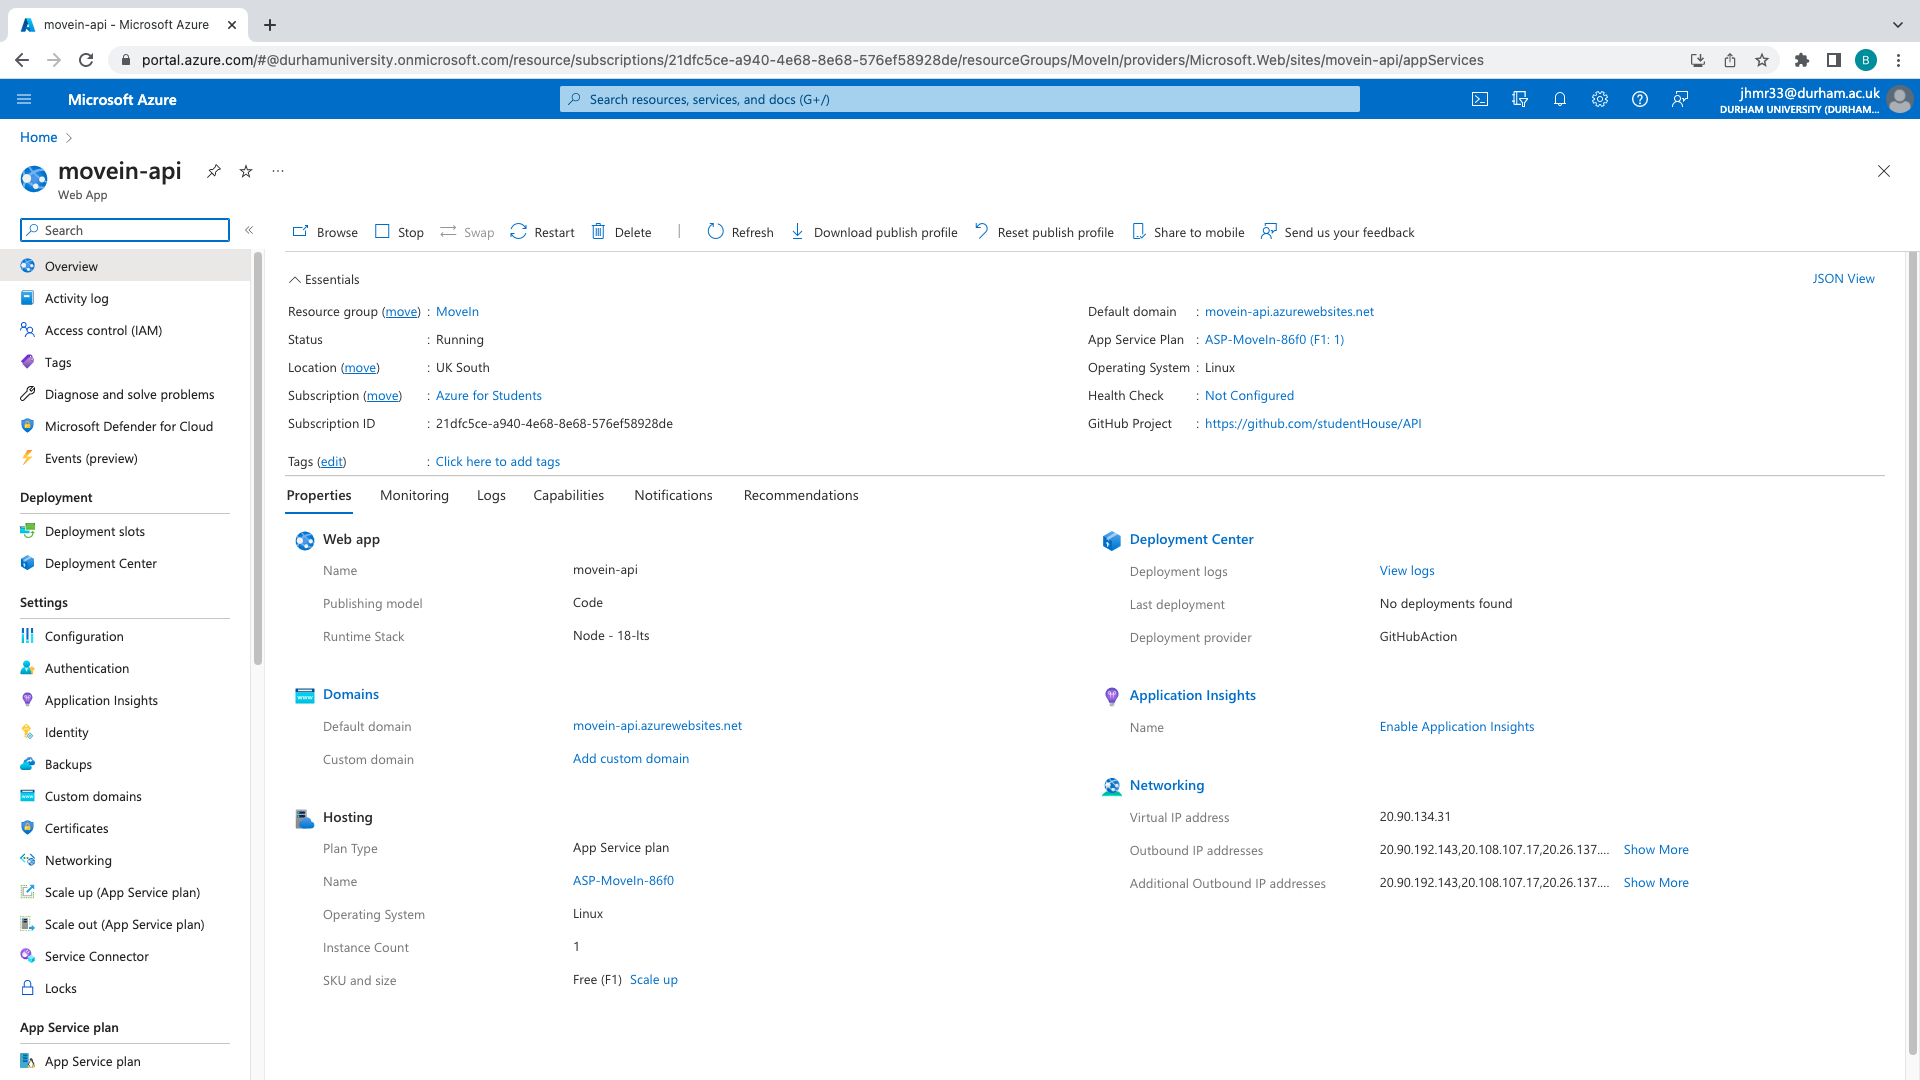 movein-api - Microsoft Azure
portal.azure.com/#@durhamuniversity.onmicrosoft.com/resource/subscriptions/21dfc5ce-a940-4e68-8e68-576ef58928de/resourceGroups/MoveIn/providers/Microsoft.Web/sites/movein-api/appServices
B
Microsoft Azure
Search resources, services, and docs (G+/)
jhmr33@durham.ac.uk
DURHAM UNIVERSITY (DURHAM...
Home
movein-api
Web App
Search
Browse Stop Swap Restart Delete Refresh Download publish profile Reset publish profile Share to mobile Send us your feedback
Overview
Activity log
Access control (IAM)
Tags
Diagnose and solve problems
Microsoft Defender for Cloud
Events (preview)
Deployment
Deployment slots
Deployment Center
Settings
Configuration
Authentication
Application Insights
Identity
Backups
Custom domains
Certificates
Networking
Scale up (App Service plan)
Scale out (App Service plan)
Service Connector
Locks
App Service plan
App Service plan
Essentials
JSON View
Resource group (move) : MoveIn
Status : Running
Location (move) : UK South
Subscription (move) : Azure for Students
Subscription ID : 21dfc5ce-a940-4e68-8e68-576ef58928de
Tags (edit) : Click here to add tags
Default domain : movein-api.azurewebsites.net
App Service Plan : ASP-MoveIn-86f0 (F1: 1)
Operating System : Linux
Health Check : Not Configured
GitHub Project : https://github.com/studentHouse/API
Properties Monitoring Logs Capabilities Notifications Recommendations
Web app
Name movein-api
Publishing model Code
Runtime Stack Node - 18-lts
Domains
Default domain movein-api.azurewebsites.net
Custom domain Add custom domain
Hosting
Plan Type App Service plan
Name ASP-MoveIn-86f0
Operating System Linux
Instance Count 1
SKU and size Free (F1) Scale up
Deployment Center
Deployment logs View logs
Last deployment No deployments found
Deployment provider GitHubAction
Application Insights
Name Enable Application Insights
Networking
Virtual IP address 20.90.134.31
Outbound IP addresses 20.90.192.143,20.108.107.17,20.26.137.... Show More
Additional Outbound IP addresses 20.90.192.143,20.108.107.17,20.26.137.... Show More